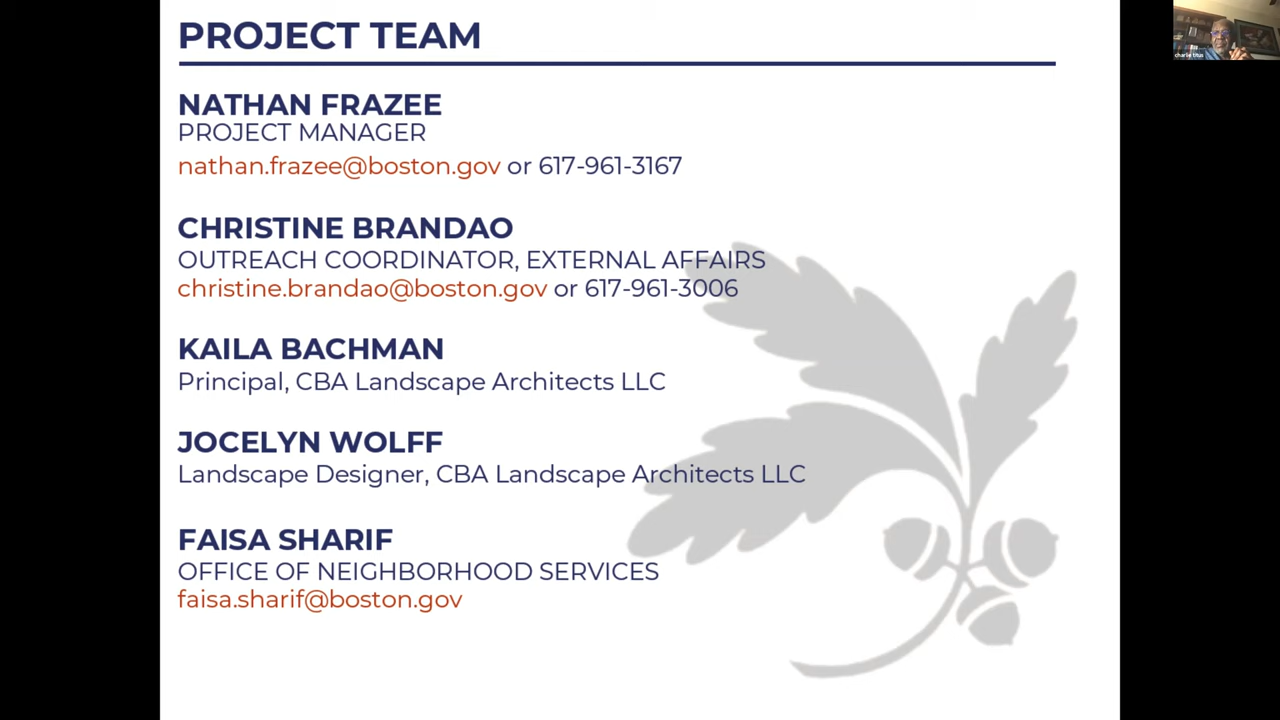 PROJECT TEAM
NATHAN FRAZEE
PROJECT MANAGER
nathan.frazee@boston.gov or 617-961-3167
CHRISTINE BRANDAO
OUTREACH COORDINATOR, EXTERNAL AFFAIRS
christine.brandao@boston.gov or 617-961-3006
KAILA BACHMAN
Principal, CBA Landscape Architects LLC
JOCELYN WOLFF
Landscape Designer, CBA Landscape Architects LLC
FAISA SHARIF
OFFICE OF NEIGHBORHOOD SERVICES
faisa.sharif@boston.gov
charlie titus